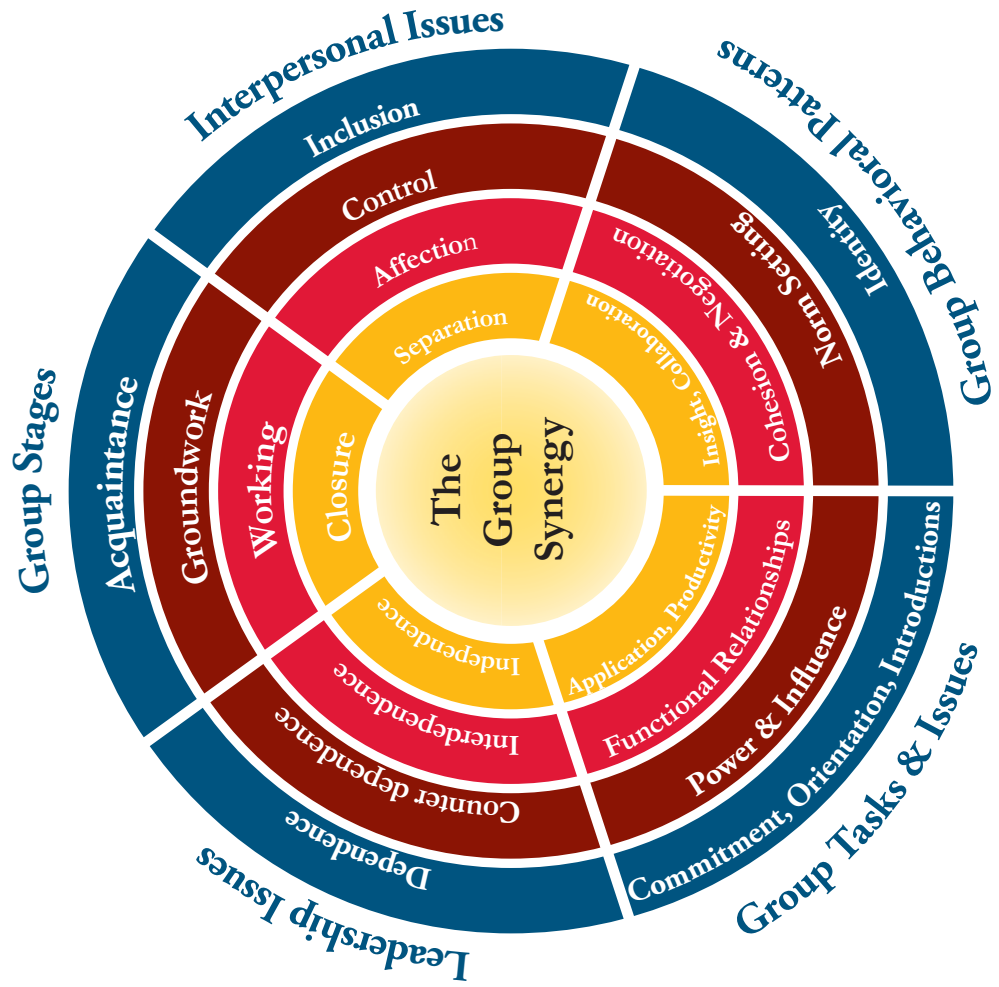 Interpersonal Issues
Inclusion
Control
Affection
Separation
Group Behavioral Patterns
Identity
Norm Setting
Cohesion & Negotiation
Insight, Collaboration
Group Tasks & Issues
Commitment, Orientation, Introductions
Power & Influence
Functional Relationships
Application, Productivity
Leadership Issues
Dependence
Counter dependence
Interdependence
Independence
Group Stages
Acquaintance
Groundwork
Working
Closure
The
Group
Synergy